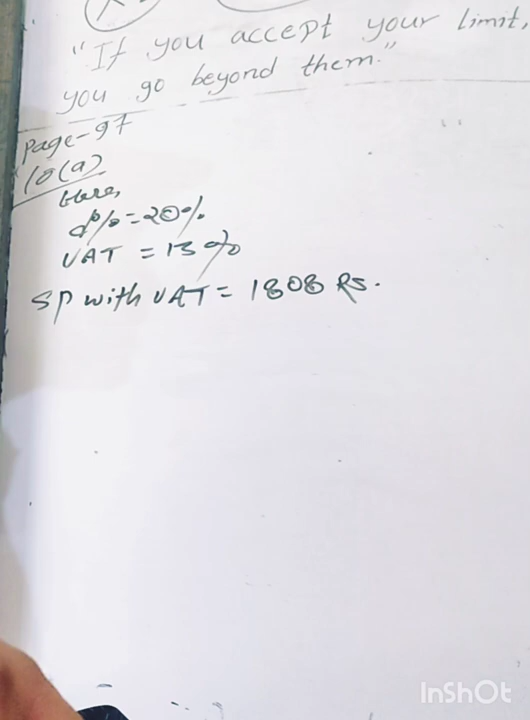 "If you accept your limit,
you go beyond them."
Page-97
10(a)
Here,
d% = 20%
VAT = 13%
SP with VAT = 1808 RS.
InShOt